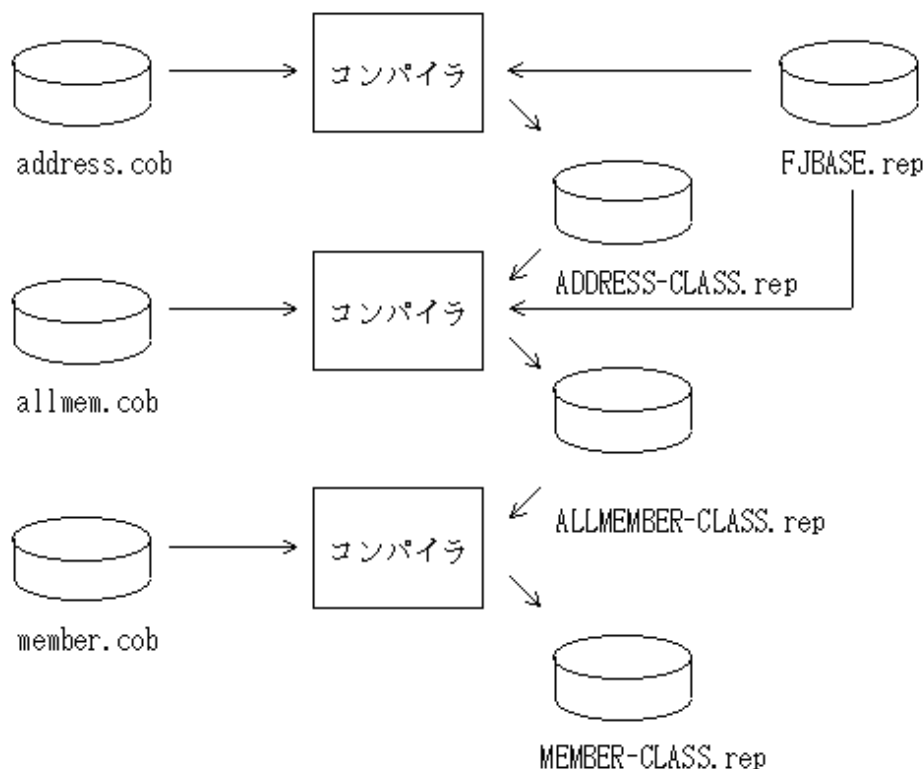 コンパイラ
address.cob
FJBASE.rep
ADDRESS-CLASS.rep
コンパイラ
allmem.cob
ALLMEMBER-CLASS.rep
コンパイラ
member.cob
MEMBER-CLASS.rep